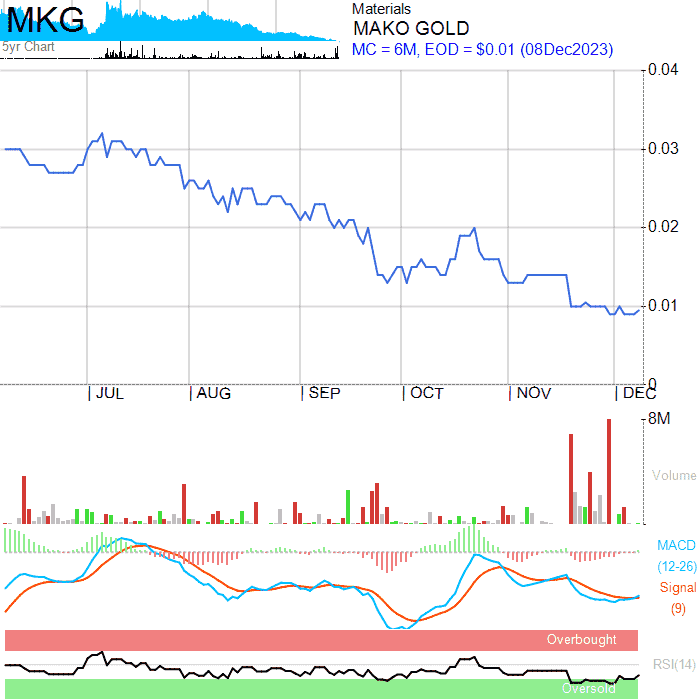 MKG
5yr Chart
Materials
MAKO GOLD
MC = 6M, EOD = $0.01 (08Dec2023)
0.04
0.03
0.02
0.01
0
JUL AUG SEP OCT NOV DEC
8M
Volume
MACD
(12-26)
Signal
(9)
Overbought
RSI(14)
Oversold